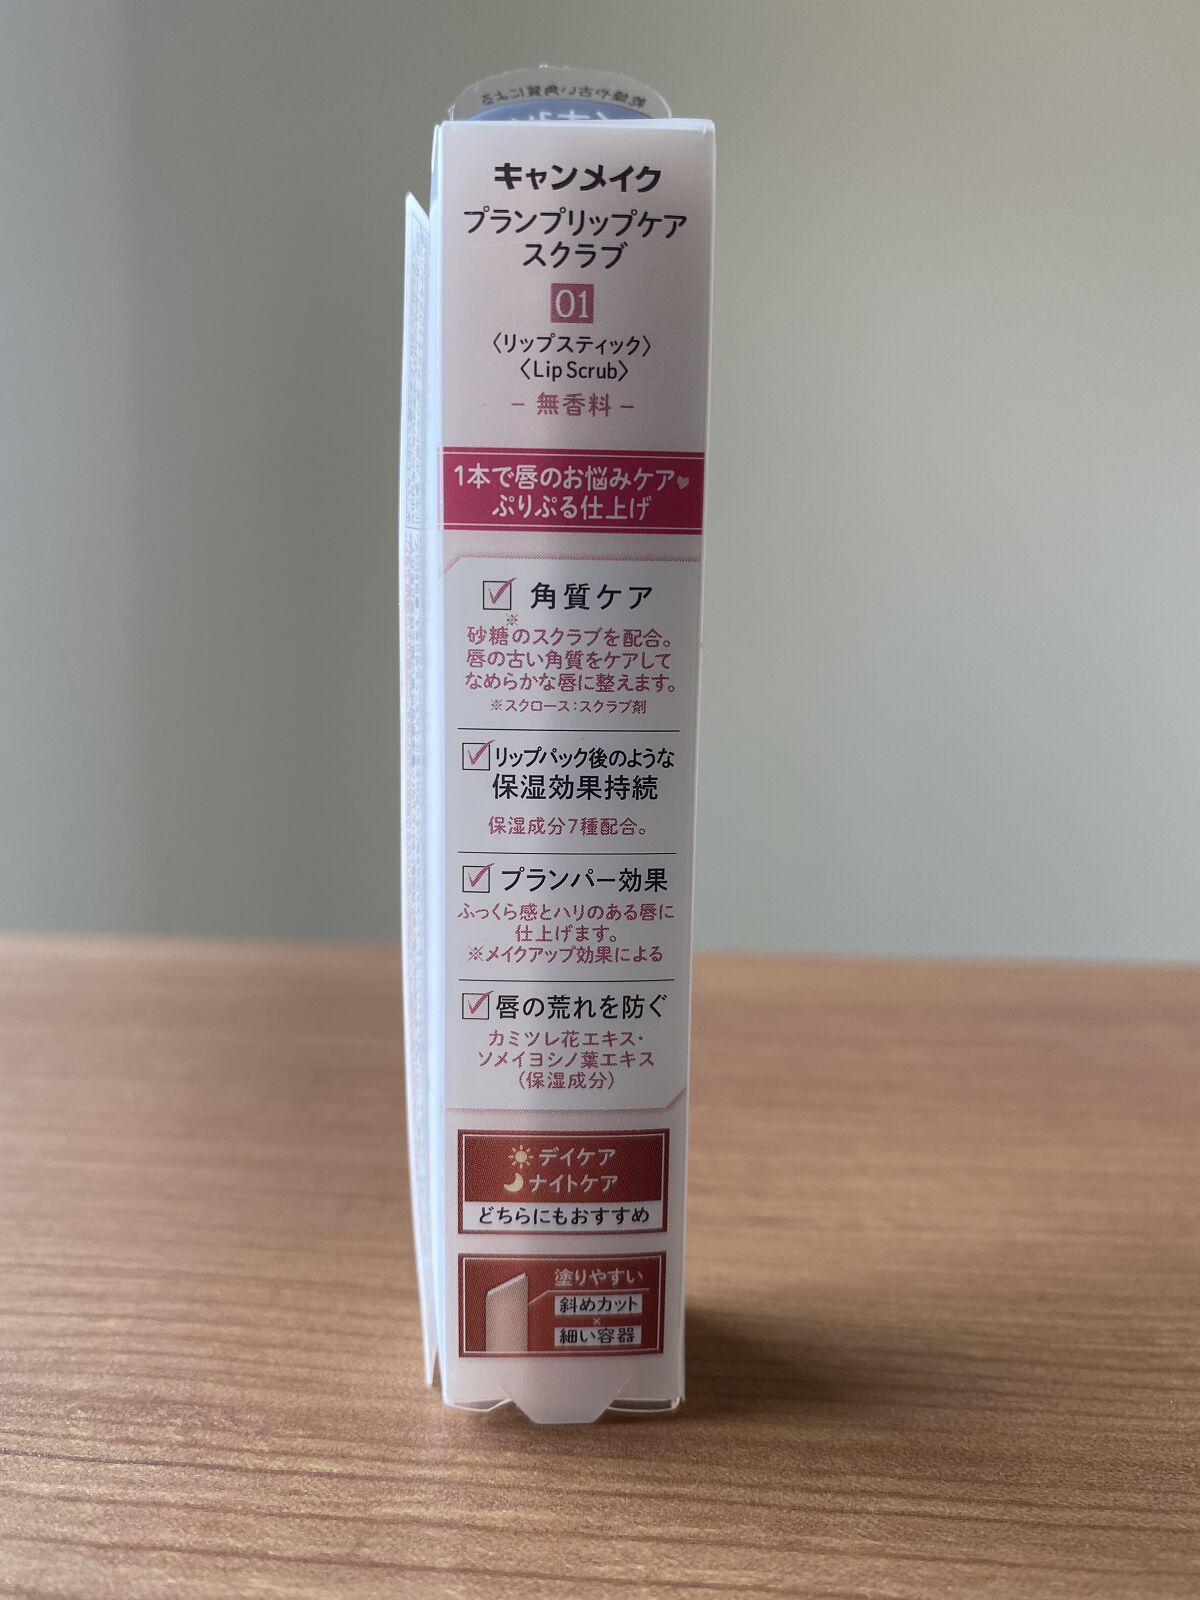 乾燥や古い角質による
キャンメイク
プランプリップケア
スクラブ
01
〈リップスティック〉
〈Lip Scrub〉
- 無香料 -
1本で唇のお悩みケア♥
ぷりぷる仕上げ
角質ケア
砂糖※のスクラブを配合。
唇の古い角質をケアして
なめらかな唇に整えます。
※スクロース:スクラブ剤
リップパック後のような
保湿効果持続
保湿成分7種配合。
プランパー効果
ふっくら感とハリのある唇に
仕上げます。
※メイクアップ効果による
唇の荒れを防ぐ
カミツレ花エキス・
ソメイヨシノ葉エキス
(保湿成分)
デイケア
ナイトケア
どちらにもおすすめ
塗りやすい
斜めカット
×
細い容器